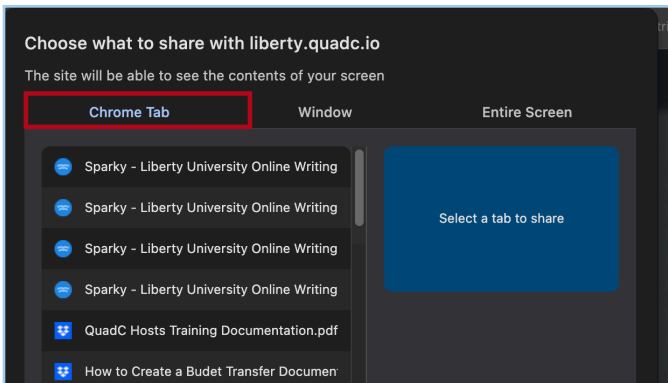 Choose what to share with liberty.quadc.io
The site will be able to see the contents of your screen
Chrome Tab Window Entire Screen
Sparky - Liberty University Online Writing
Sparky - Liberty University Online Writing
Select a tab to share
Sparky - Liberty University Online Writing
Sparky - Liberty University Online Writing
QuadC Hosts Training Documentation.pdf
How to Create a Budet Transfer Documen